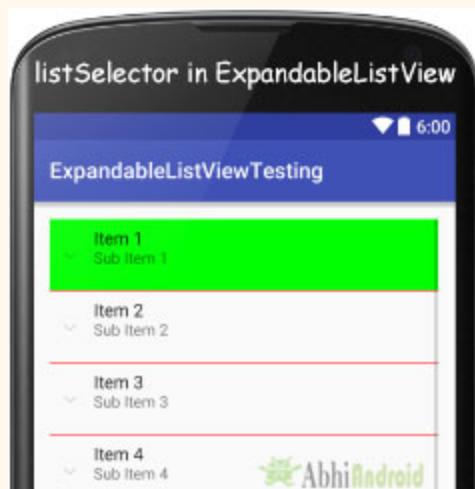 listSelector in ExpandableListView
6:00
ExpandableListViewTesting
Item 1
Sub Item 1
Item 2
Sub Item 2
Item 3
Sub Item 3
Item 4
Sub Item 4
AbhiAndroid